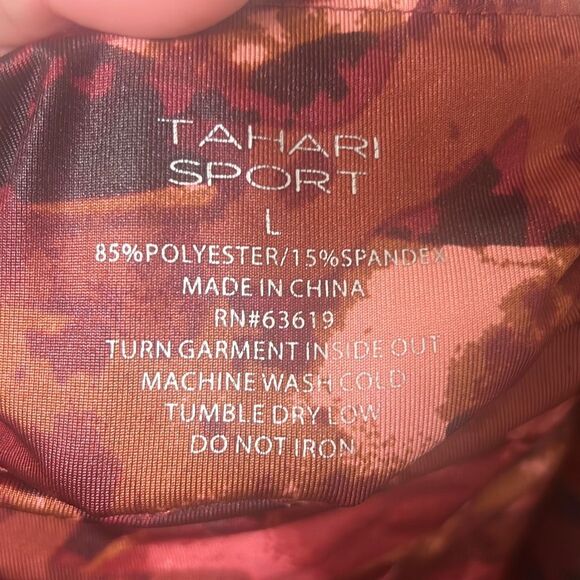 TAHARI
SPORT
L
85%POLYESTER/15%SPANDEX
MADE IN CHINA
RN#63619
TURN GARMENT INSIDE OUT
MACHINE WASH COLD
TUMBLE DRY LOW
DO NOT IRON